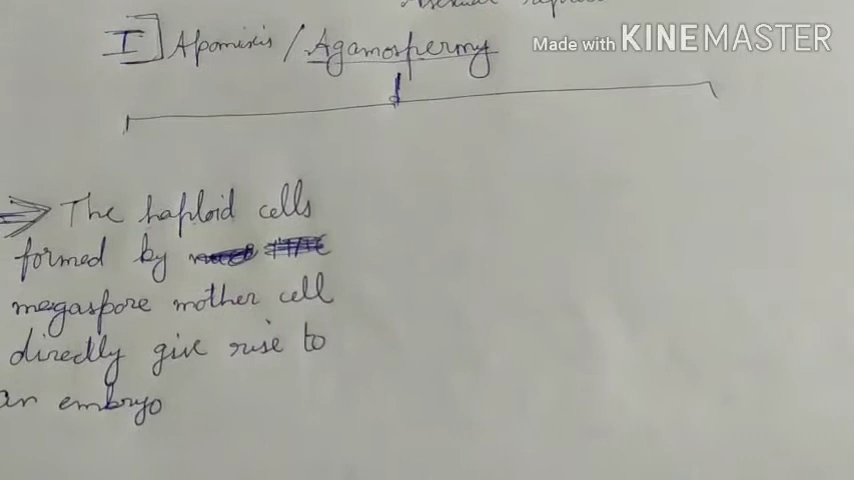 Asexual
I] Apomixis / Agamospermy
Made with KINEMASTER
The haploid cells
formed by
megaspore mother cell
directly give rise to
an embryo